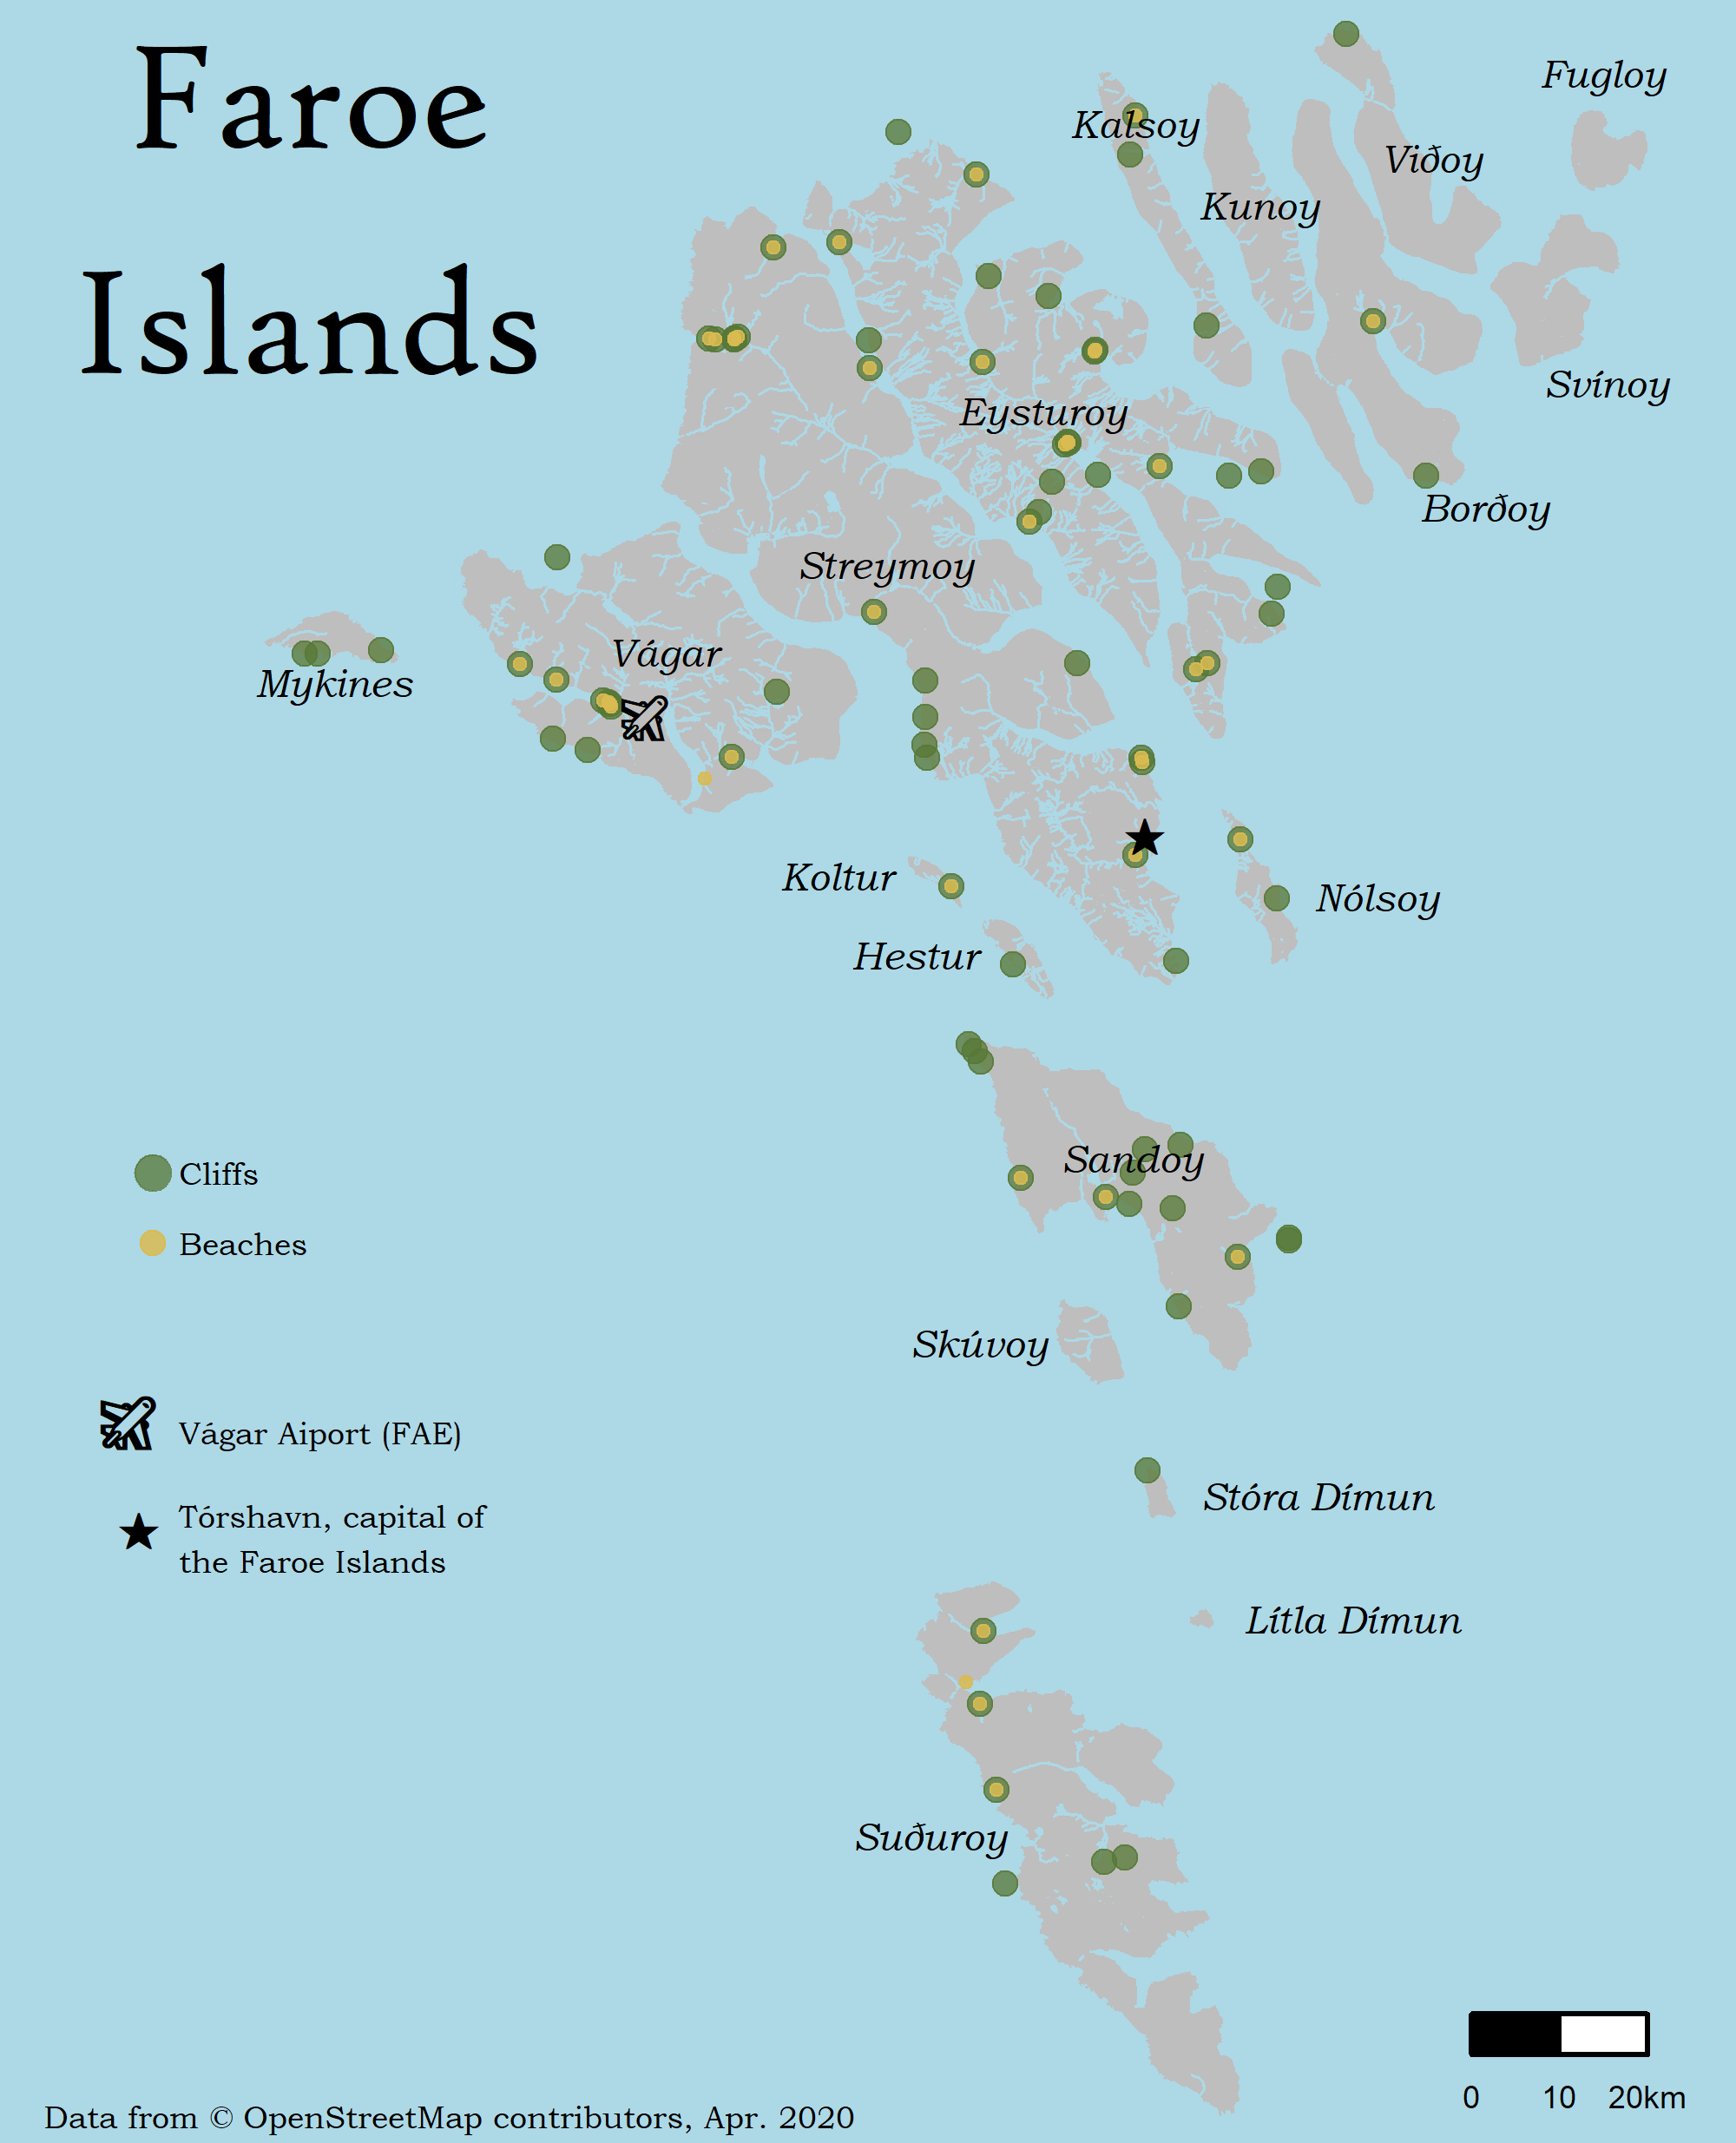 Faroe
Islands
Fugloy
Kalsoy
Viðoy
Kunoy
Svínoy
Eysturoy
Borðoy
Streymoy
Vágar
Mykines
Koltur
Nólsoy
Hestur
Sandoy
Cliffs
Beaches
Skúvoy
Vágar Aiport (FAE)
Stóra Dímun
Tórshavn, capital of
the Faroe Islands
Lítla Dímun
Suðuroy
0 10 20km
Data from © OpenStreetMap contributors, Apr. 2020